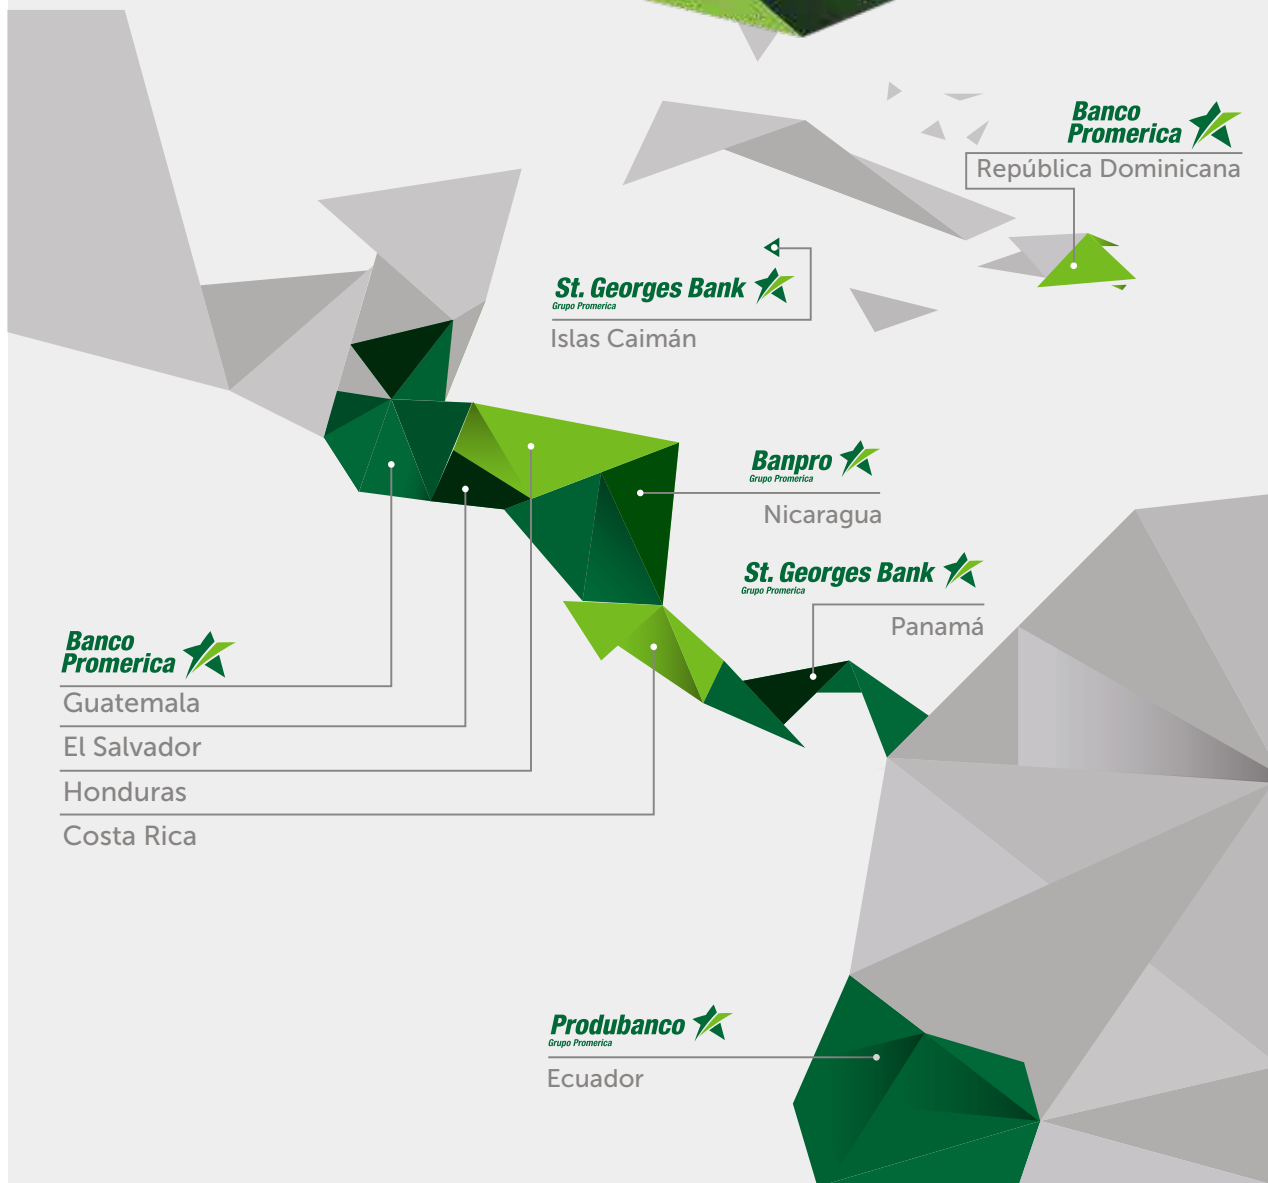 Banco
Promerica
República Dominicana
St. Georges Bank
Grupo Promerica
Islas Caimán
Banpro
Grupo Promerica
Nicaragua
St. Georges Bank
Grupo Promerica
Panamá
Banco
Promerica
Guatemala
El Salvador
Honduras
Costa Rica
Produbanco
Grupo Promerica
Ecuador